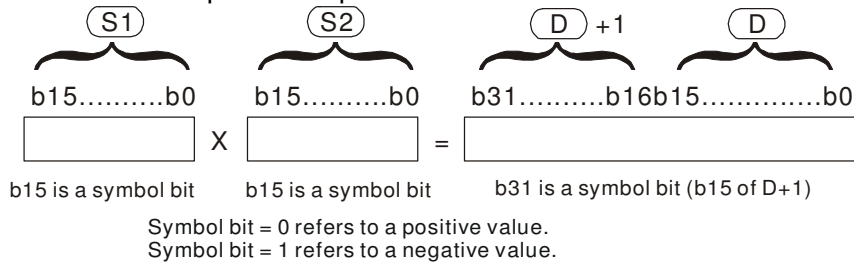 S1 S2 D +1 D
b15..........b0 b15..........b0 b31..........b16b15..............b0
X =
b15 is a symbol bit b15 is a symbol bit b31 is a symbol bit (b15 of D+1)
Symbol bit = 0 refers to a positive value.
Symbol bit = 1 refers to a negative value.